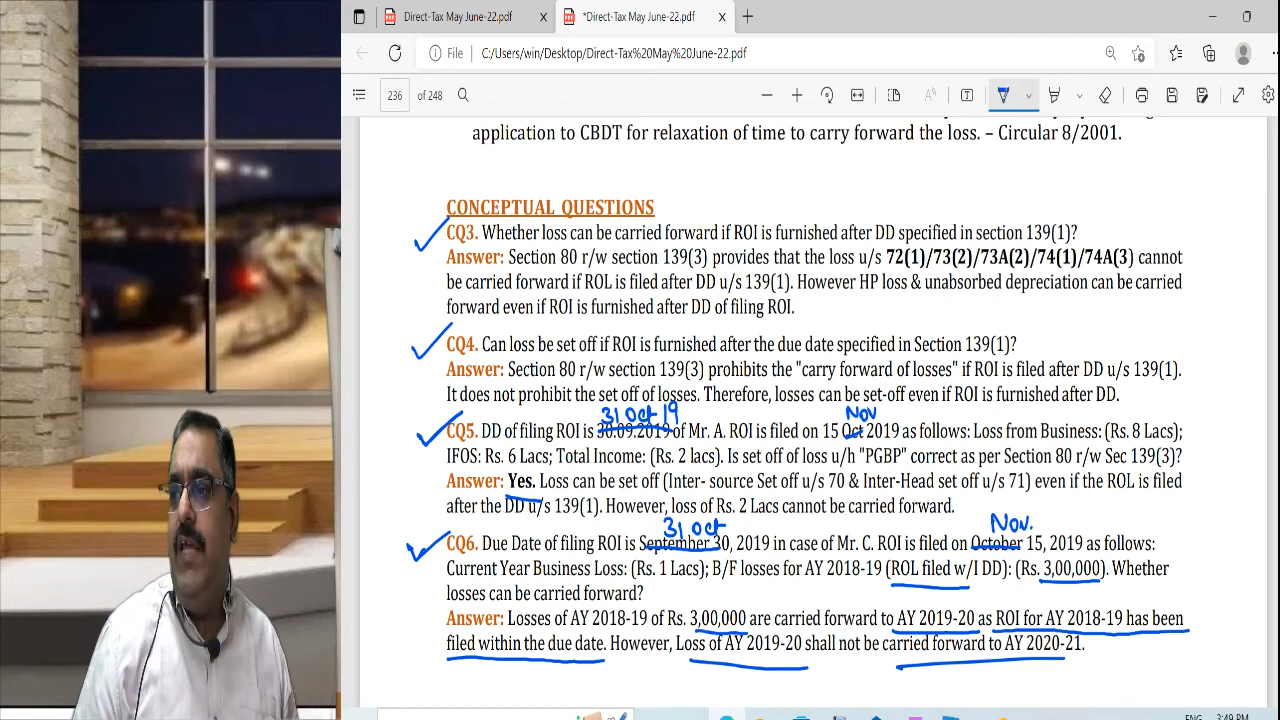 Direct-Tax May June-22.pdf
*Direct-Tax May June-22.pdf
File C:/Users/win/Desktop/Direct-Tax%20May%20June-22.pdf
236 of 248
application to CBDT for relaxation of time to carry forward the loss. – Circular 8/2001.
CONCEPTUAL QUESTIONS
CQ3. Whether loss can be carried forward if ROI is furnished after DD specified in section 139(1)?
Answer: Section 80 r/w section 139(3) provides that the loss u/s 72(1)/73(2)/73A(2)/74(1)/74A(3) cannot
be carried forward if ROL is filed after DD u/s 139(1). However HP loss & unabsorbed depreciation can be carried
forward even if ROI is furnished after DD of filing ROI.
CQ4. Can loss be set off if ROI is furnished after the due date specified in Section 139(1)?
Answer: Section 80 r/w section 139(3) prohibits the "carry forward of losses" if ROI is filed after DD u/s 139(1).
It does not prohibit the set off of losses. Therefore, losses can be set-off even if ROI is furnished after DD.
31 Oct 19 Nov
CQ5. DD of filing ROI is 30.09.2019 of Mr. A. ROI is filed on 15 Oct 2019 as follows: Loss from Business: (Rs. 8 Lacs);
IFOS: Rs. 6 Lacs; Total Income: (Rs. 2 lacs). Is set off of loss u/h "PGBP" correct as per Section 80 r/w Sec 139(3)?
Answer: Yes. Loss can be set off (Inter- source Set off u/s 70 & Inter-Head set off u/s 71) even if the ROL is filed
after the DD u/s 139(1). However, loss of Rs. 2 Lacs cannot be carried forward.
31 Oct Nov.
CQ6. Due Date of filing ROI is September 30, 2019 in case of Mr. C. ROI is filed on October 15, 2019 as follows:
Current Year Business Loss: (Rs. 1 Lacs); B/F losses for AY 2018-19 (ROL filed w/I DD): (Rs. 3,00,000). Whether
losses can be carried forward?
Answer: Losses of AY 2018-19 of Rs. 3,00,000 are carried forward to AY 2019-20 as ROI for AY 2018-19 has been
filed within the due date. However, Loss of AY 2019-20 shall not be carried forward to AY 2020-21.
ENG 3:49 PM